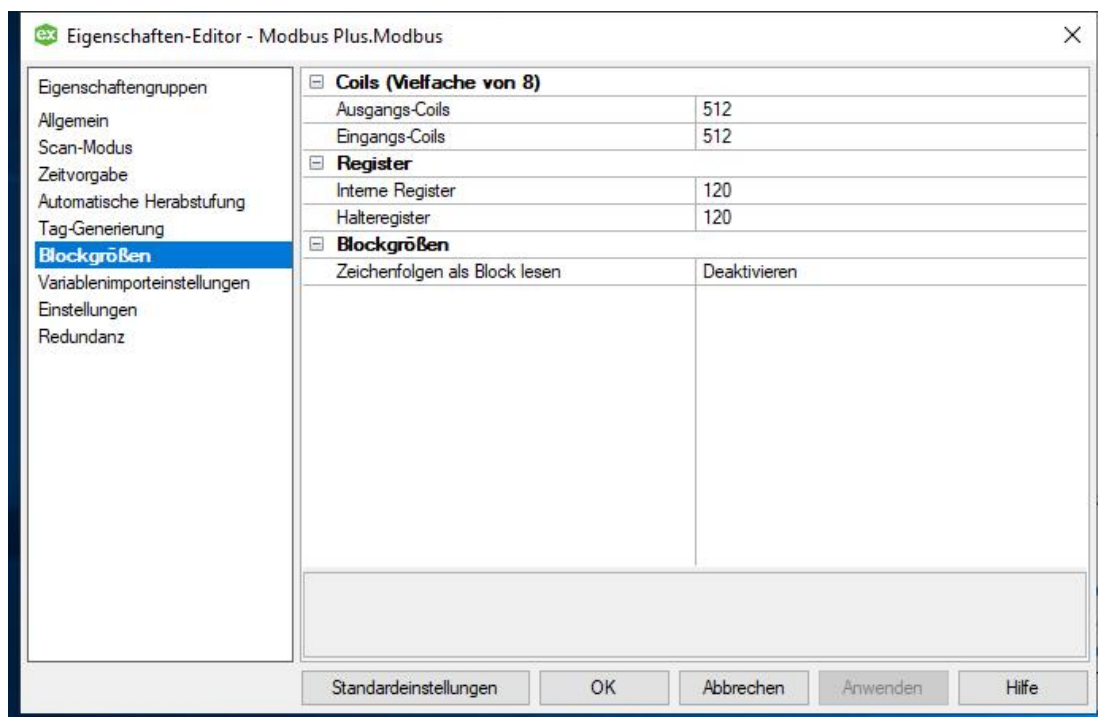 ex Eigenschaften-Editor - Modbus Plus.Modbus
Eigenschaftengruppen
Allgemein
Scan-Modus
Zeitvorgabe
Automatische Herabstufung
Tag-Generierung
Blockgrößen
Variablenimporteinstellungen
Einstellungen
Redundanz
Coils (Vielfache von 8)
Ausgangs-Coils 512
Eingangs-Coils 512
Register
Interne Register 120
Halteregister 120
Blockgrößen
Zeichenfolgen als Block lesen Deaktivieren
Standardeinstellungen OK Abbrechen Anwenden Hilfe